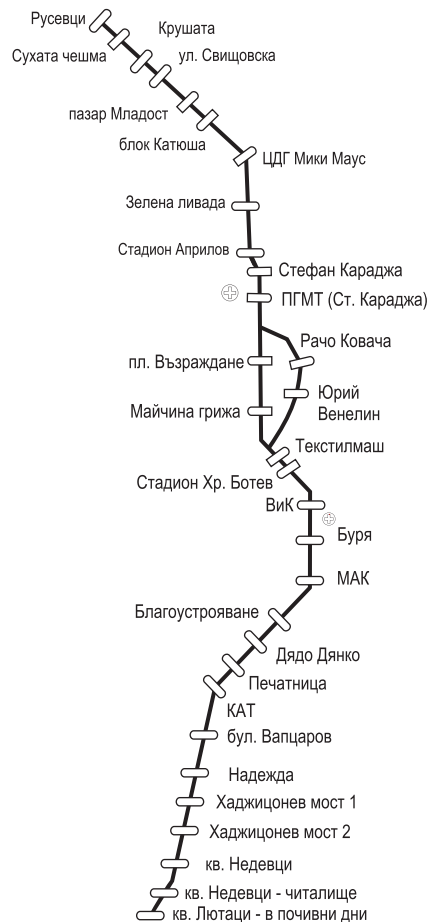 Русевци
Крушата
Сухата чешма
ул. Свищовска
пазар Младост
блок Катюша
ЦДГ Мики Маус
Зелена ливада
Стадион Априлов
Стефан Караджа
ПГМТ (Ст. Караджа)
Рачо Ковача
пл. Възраждане
Юрий
Венелин
Майчина грижа
Текстилмаш
Стадион Хр. Ботев
ВиК
Буря
МАК
Благоустрояване
Дядо Дянко
Печатница
КАТ
бул. Вапцаров
Надежда
Хаджицонев мост 1
Хаджицонев мост 2
кв. Недевци
кв. Недевци - читалище
кв. Лютаци - в почивни дни